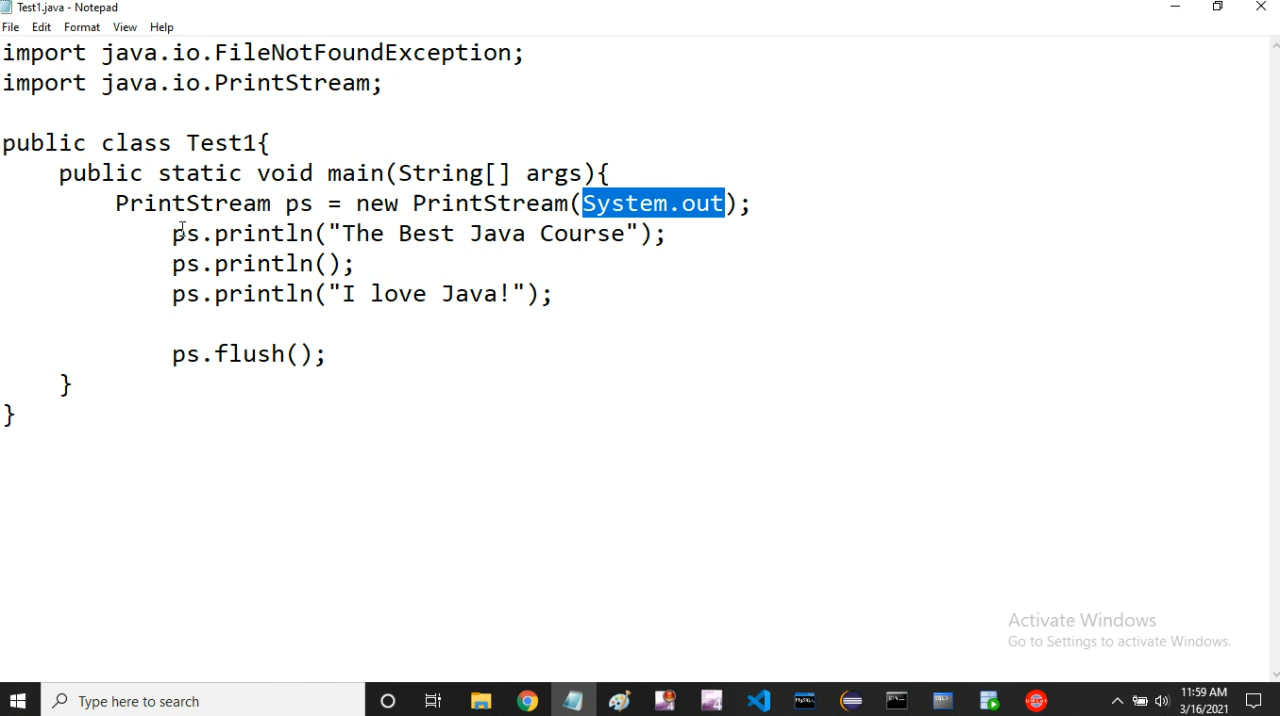 Test1.java - Notepad
File Edit Format View Help
import java.io.FileNotFoundException;
import java.io.PrintStream;
public class Test1{
public static void main(String[] args){
PrintStream ps = new PrintStream(System.out);
ps.println("The Best Java Course");
ps.println();
ps.println("I love Java!");
ps.flush();
}
}
Activate Windows
Go to Settings to activate Windows.
Type here to search
11:59 AM
3/16/2021